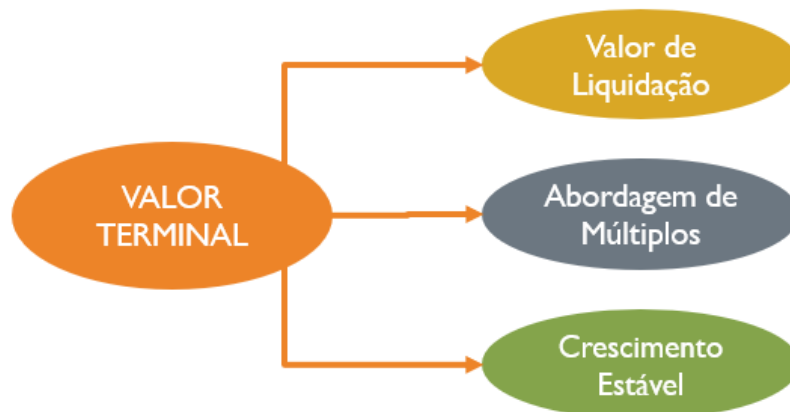 VALOR
TERMINAL
Valor de
Liquidação
Abordagem de
Múltiplos
Crescimento
Estável